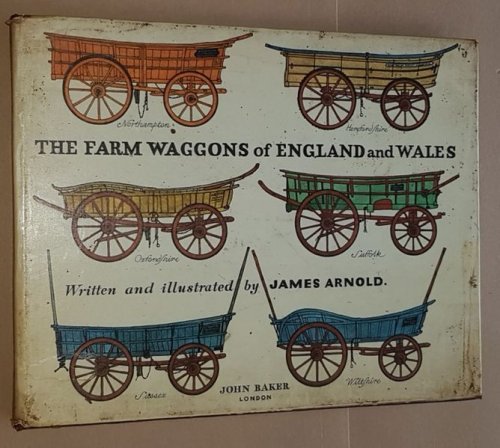 Northampton
Herefordshire
THE FARM WAGGONS of ENGLAND and WALES
Oxfordshire
Suffolk
Written and illustrated by JAMES ARNOLD.
Sussex
JOHN BAKER
LONDON
Wiltshire